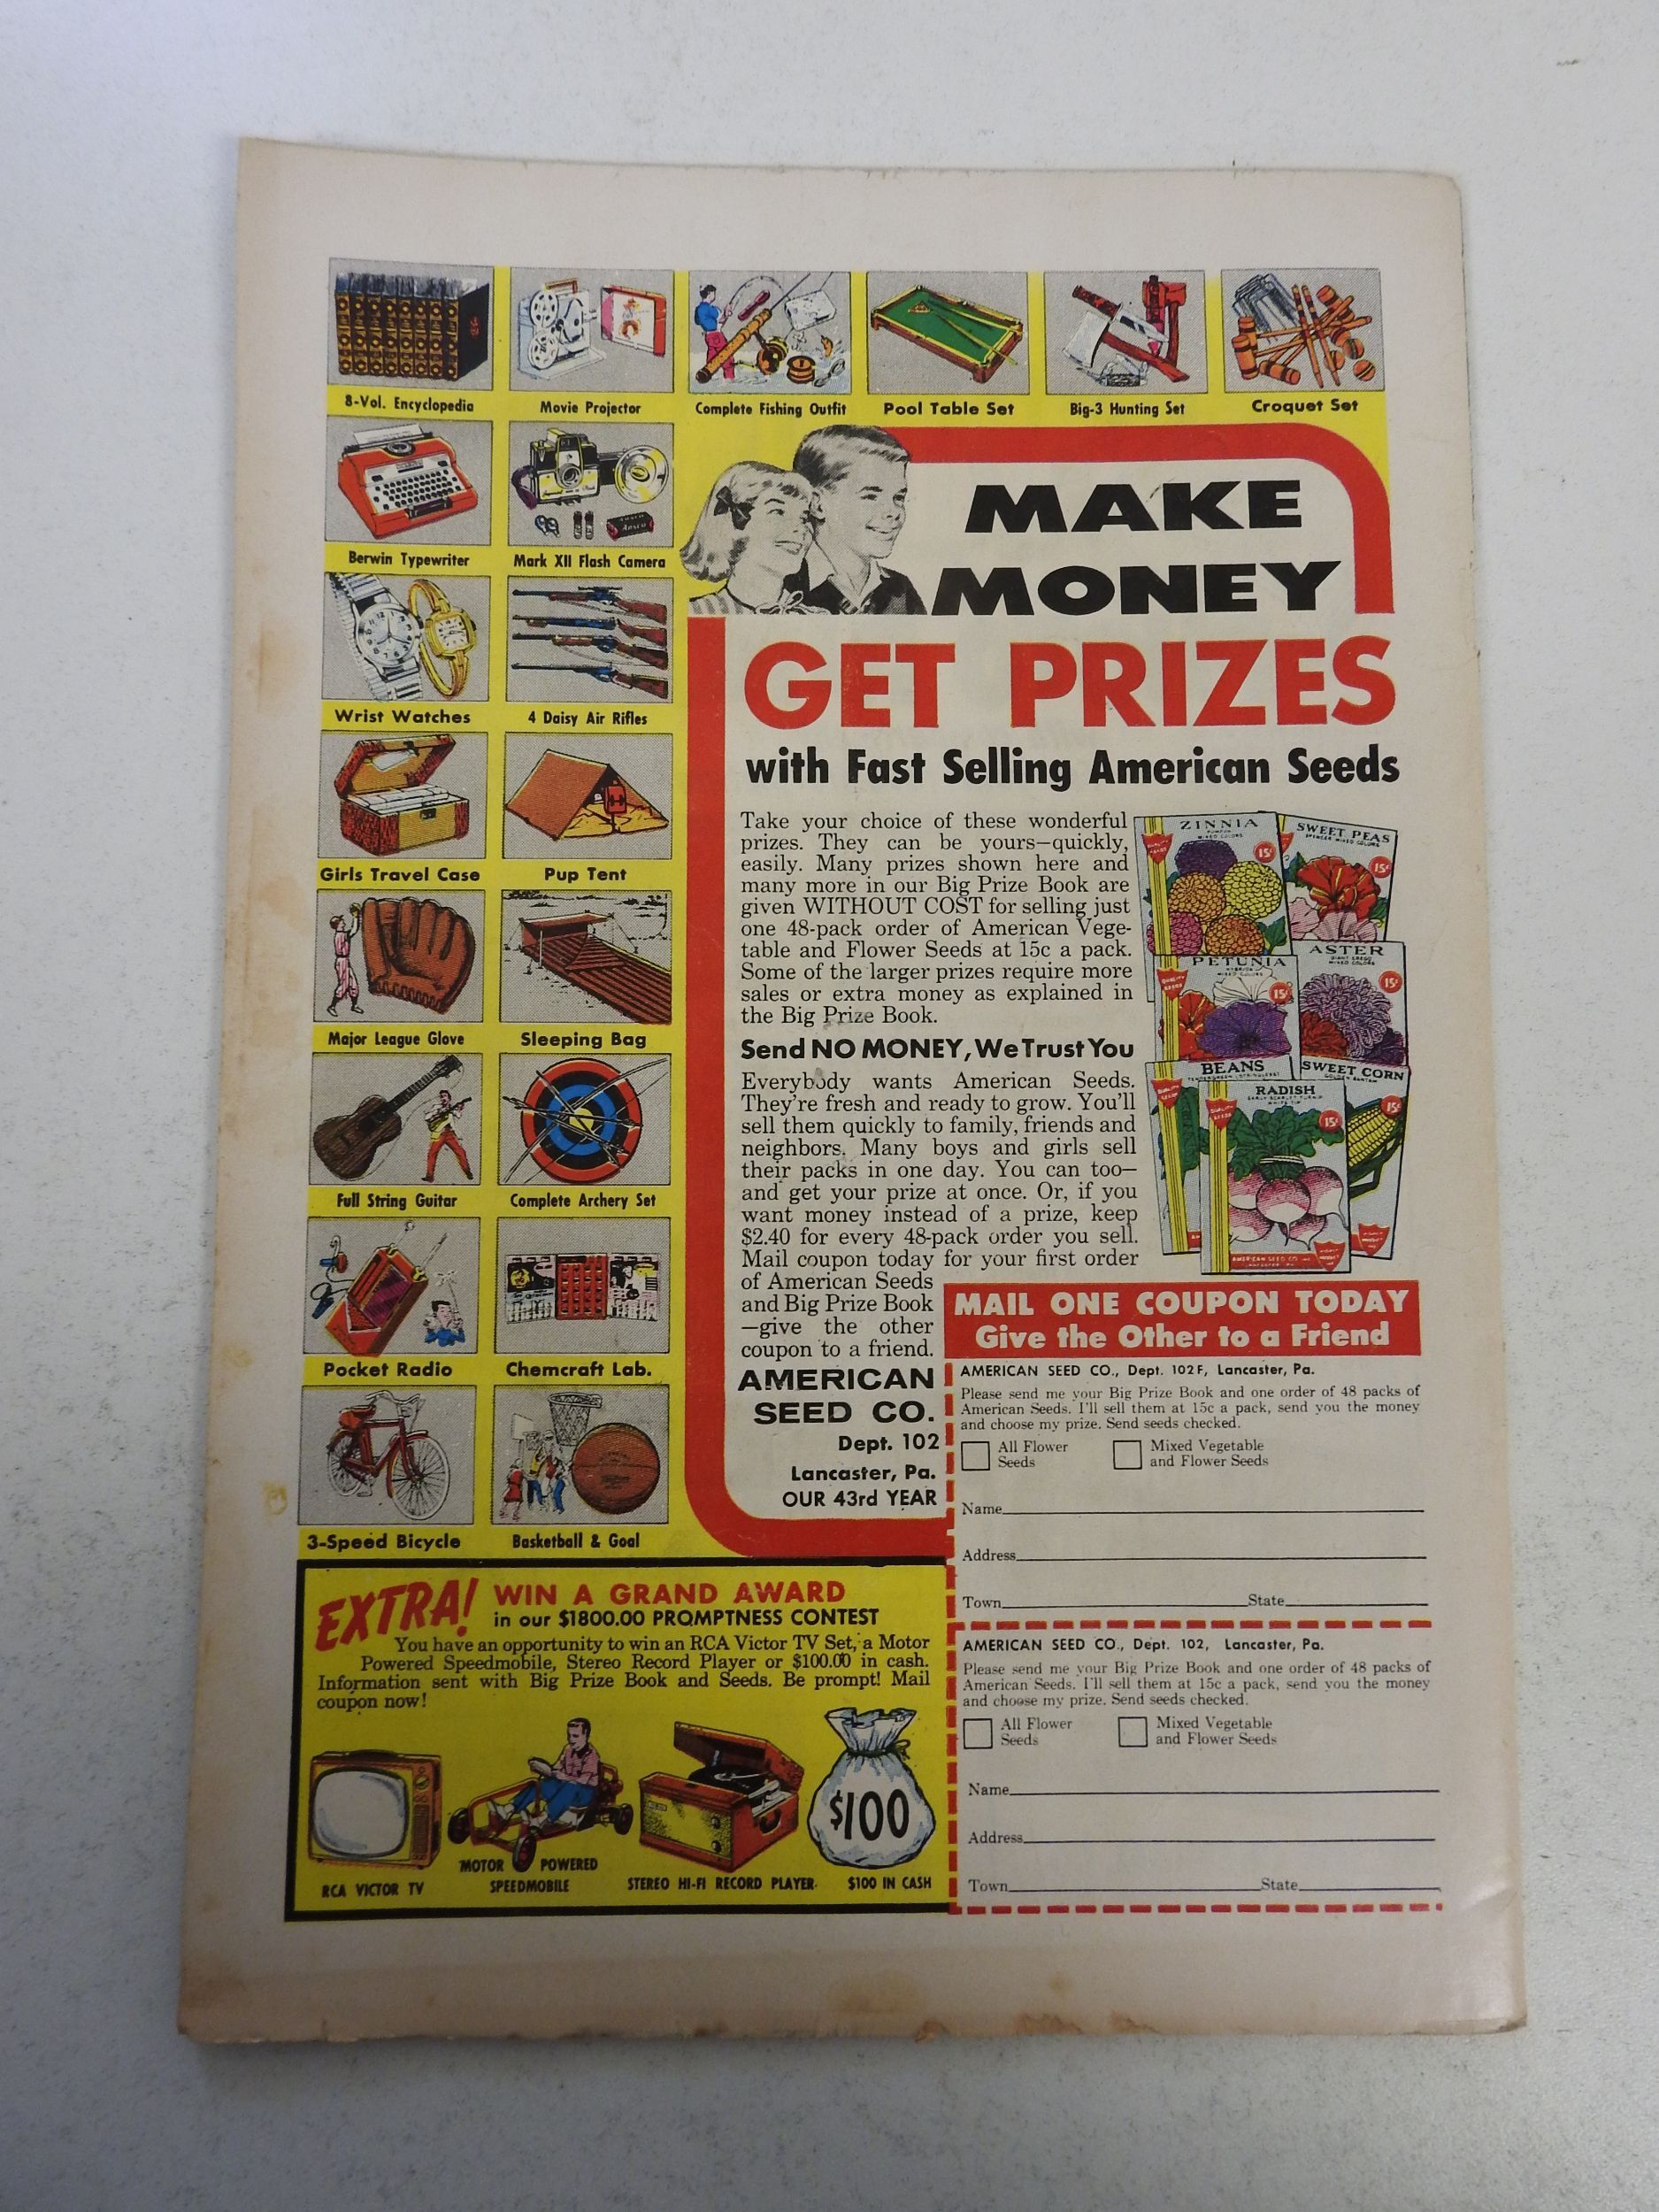 8-Vol. Encyclopedia
Movie Projector
Complete Fishing Outfit
Pool Table Set
Big-3 Hunting Set
Croquet Set
Berwin Typewriter
Mark XII Flash Camera
Wrist Watches
4 Daisy Air Rifles
Girls Travel Case
Pup Tent
Major League Glove
Sleeping Bag
Full String Guitar
Complete Archery Set
Pocket Radio
Chemcraft Lab.
3-Speed Bicycle
Basketball & Goal
MAKE
MONEY
GET PRIZES
with Fast Selling American Seeds
Take your choice of these wonderful
prizes. They can be yours—quickly,
easily. Many prizes shown here and
many more in our Big Prize Book are
given WITHOUT COST for selling just
one 48-pack order of American Vege-
table and Flower Seeds at 15c a pack.
Some of the larger prizes require more
sales or extra money as explained in
the Big Prize Book.
Send NO MONEY, We Trust You
Everybody wants American Seeds.
They're fresh and ready to grow. You'll
sell them quickly to family, friends and
neighbors. Many boys and girls sell
their packs in one day. You can too—
and get your prize at once. Or, if you
want money instead of a prize, keep
$2.40 for every 48-pack order you sell.
Mail coupon today for your first order
of American Seeds
and Big Prize Book
—give the other
coupon to a friend.
AMERICAN
SEED CO.
Dept. 102
Lancaster, Pa.
OUR 43rd YEAR
ZINNIA
MIXED COLORS
15¢
SWEET PEAS
SPENCER MIXED COLORS
15¢
PETUNIA
MIXED COLORS
15¢
ASTER
MIXED COLORS
15¢
BEANS
SWEET CORN
GOLDEN BANTAM
15¢
RADISH
15¢
AMERICAN SEED CO.
MAIL ONE COUPON TODAY
Give the Other to a Friend
AMERICAN SEED CO., Dept. 102F, Lancaster, Pa.
Please send me your Big Prize Book and one order of 48 packs of
American Seeds. I'll sell them at 15c a pack, send you the money
and choose my prize. Send seeds checked.
All Flower Seeds
Mixed Vegetable and Flower Seeds
Name
Address
Town State
AMERICAN SEED CO., Dept. 102, Lancaster, Pa.
Please send me your Big Prize Book and one order of 48 packs of
American Seeds. I'll sell them at 15c a pack, send you the money
and choose my prize. Send seeds checked.
All Flower Seeds
Mixed Vegetable and Flower Seeds
Name
Address
Town State
EXTRA! WIN A GRAND AWARD
in our $1800.00 PROMPTNESS CONTEST
You have an opportunity to win an RCA Victor TV Set, a Motor
Powered Speedmobile, Stereo Record Player or $100.00 in cash.
Information sent with Big Prize Book and Seeds. Be prompt! Mail
coupon now!
$100
RCA VICTOR TV
MOTOR POWERED
SPEEDMOBILE
STEREO HI-FI RECORD PLAYER
$100 IN CASH